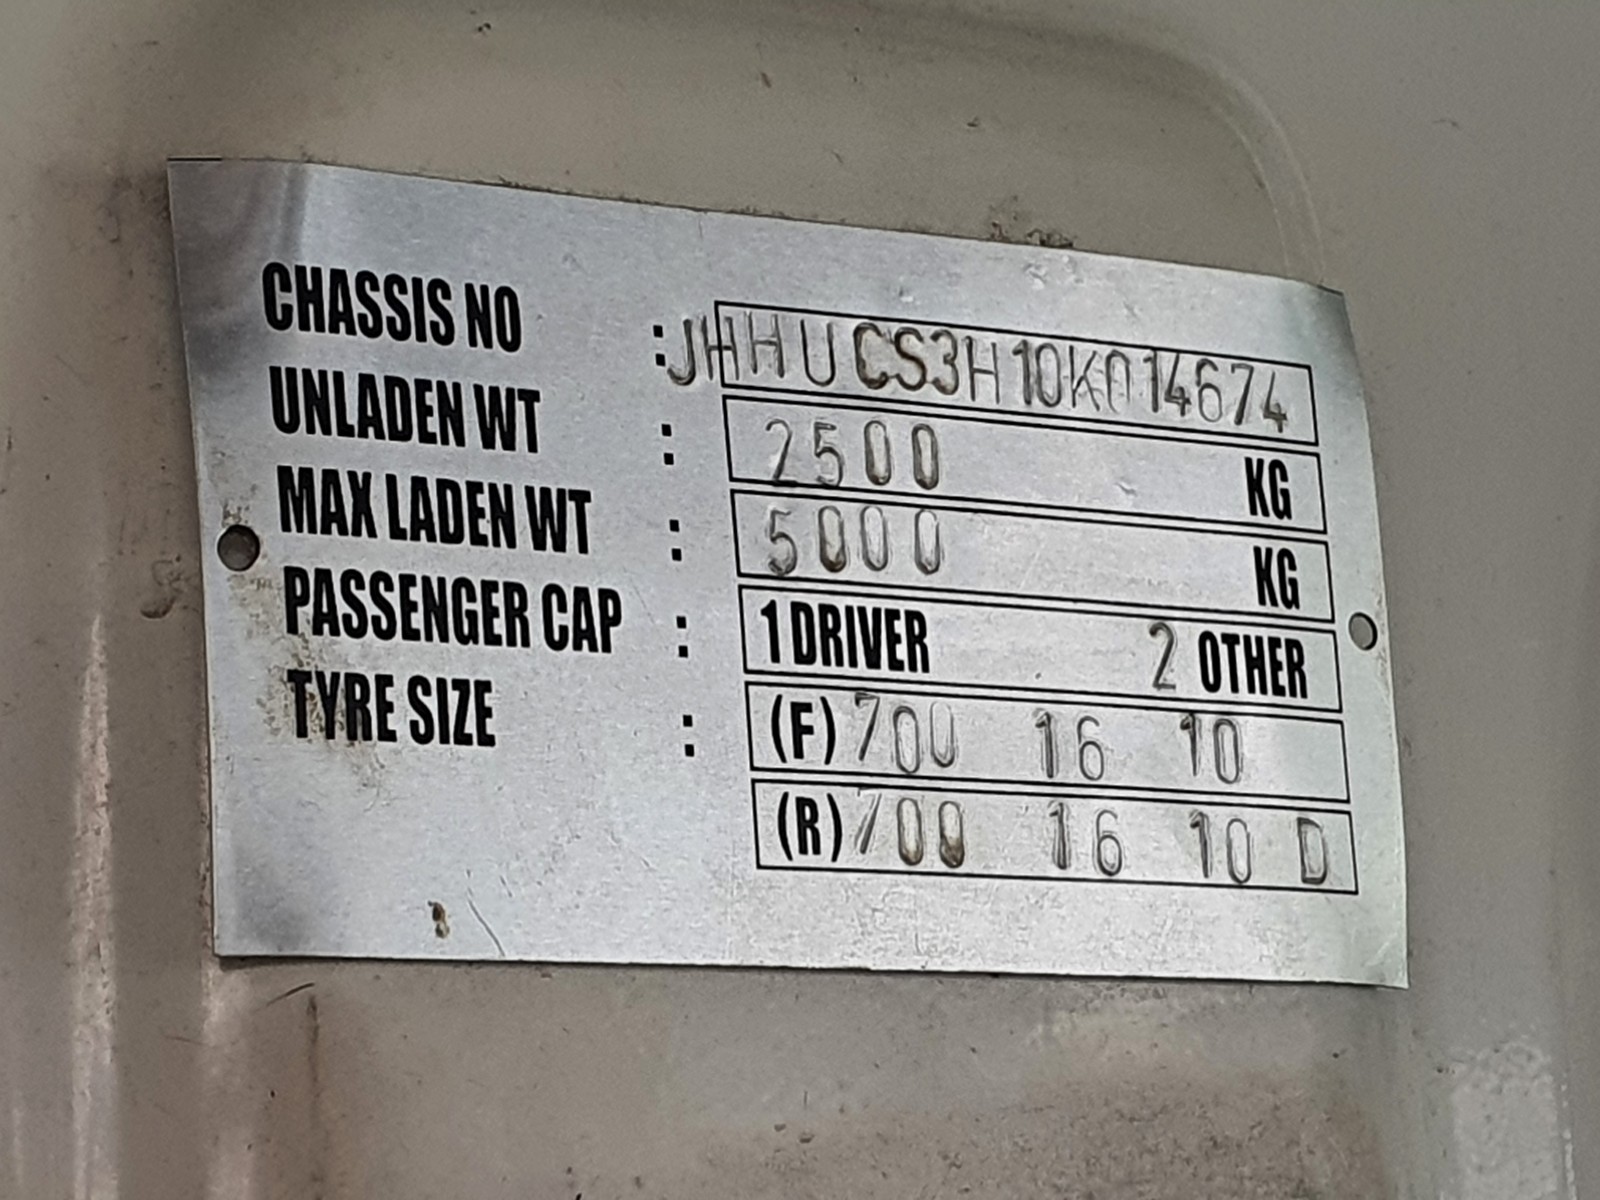 CHASSIS NO : JHHUCS3H10K014674
UNLADEN WT : 2500 KG
MAX LADEN WT : 5000 KG
PASSENGER CAP : 1 DRIVER 2 OTHER
TYRE SIZE : (F) 700 16 10
(R) 700 16 10 D